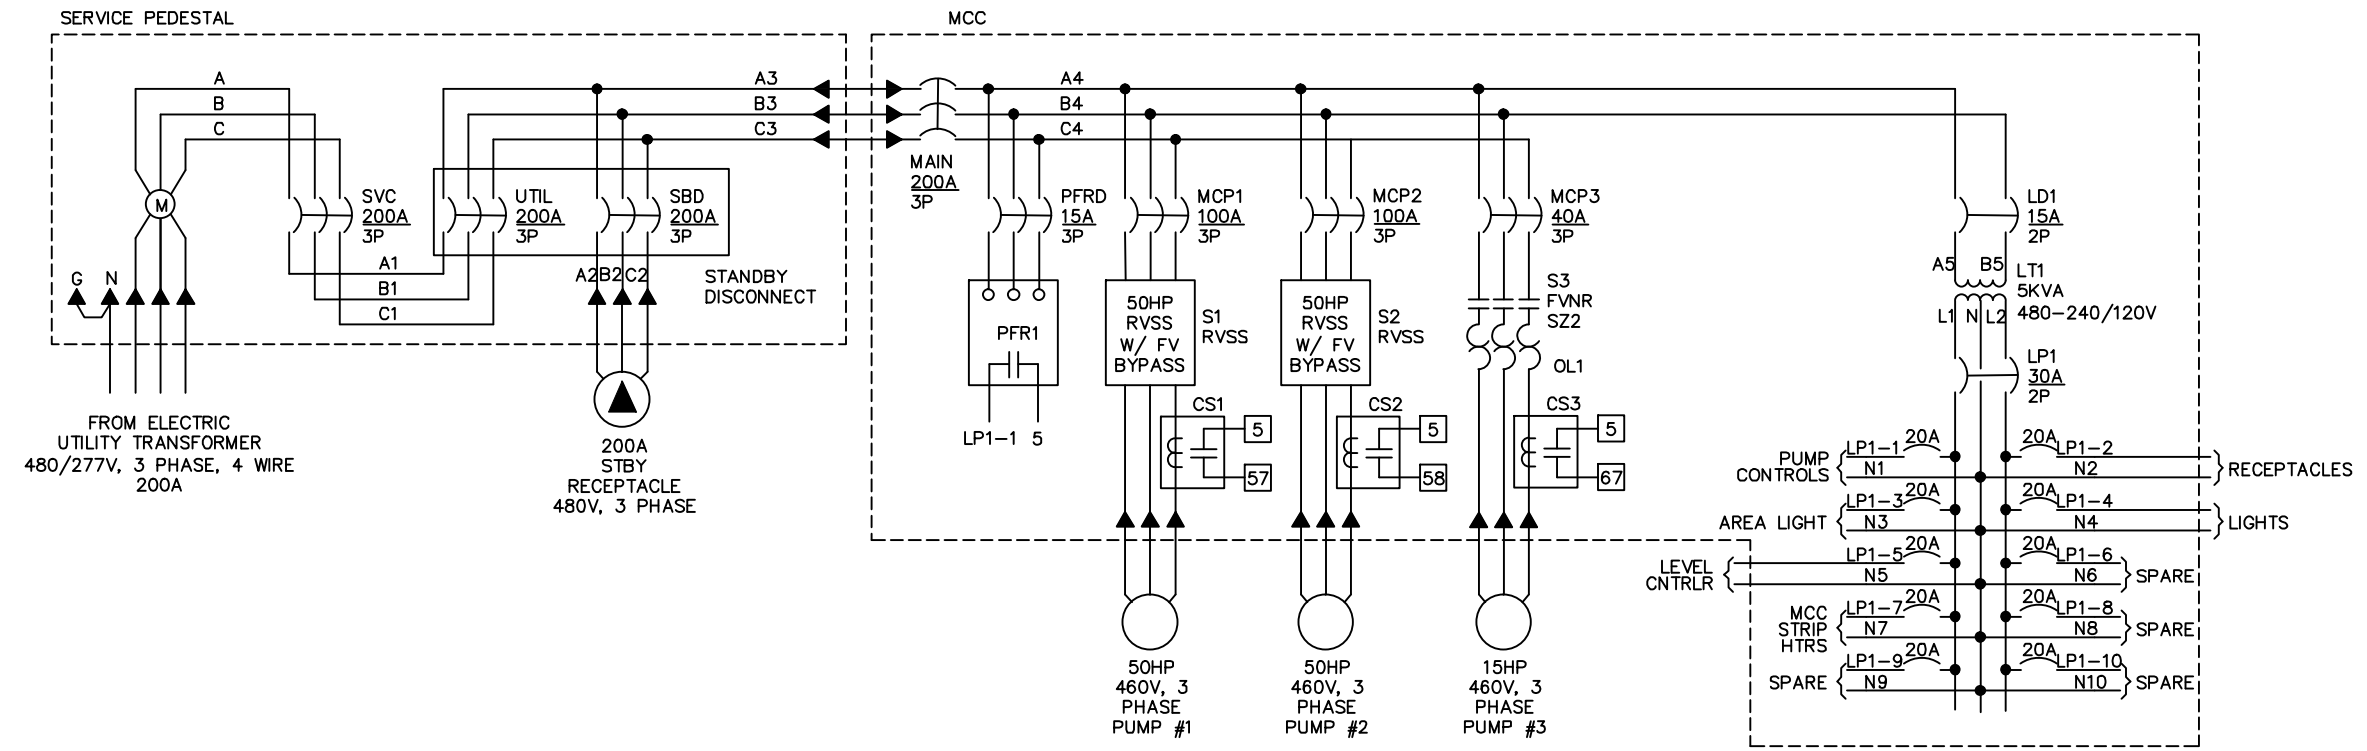 SERVICE PEDESTAL
MCC
A
B
C
A3
B3
C3
A4
B4
C4
M
G
N
SVC
200A
3P
UTIL
200A
3P
SBD
200A
3P
A1
B1
C1
A2
B2
C2
STANDBY
DISCONNECT
FROM ELECTRIC
UTILITY TRANSFORMER
480/277V, 3 PHASE, 4 WIRE
200A
200A
STBY
RECEPTACLE
480V, 3 PHASE
MAIN
200A
3P
PFRD
15A
3P
PFR1
LP1-1
5
MCP1
100A
3P
50HP
RVSS
W/ FV
BYPASS
S1
RVSS
CS1
5
57
50HP
460V, 3
PHASE
PUMP #1
MCP2
100A
3P
50HP
RVSS
W/ FV
BYPASS
S2
RVSS
CS2
5
58
50HP
460V, 3
PHASE
PUMP #2
MCP3
40A
3P
S3
FVNR
SZ2
OL1
CS3
5
67
15HP
460V, 3
PHASE
PUMP #3
LD1
15A
2P
A5
B5
LT1
5KVA
480-240/120V
L1
N
L2
LP1
30A
2P
PUMP
CONTROLS
LP1-1
20A
N1
20A
LP1-2
N2
RECEPTACLES
AREA LIGHT
LP1-3
20A
N3
20A
LP1-4
N4
LIGHTS
LEVEL
CNTRLR
LP1-5
20A
N5
20A
LP1-6
N6
SPARE
MCC
STRIP
HTRS
LP1-7
20A
N7
20A
LP1-8
N8
SPARE
SPARE
LP1-9
20A
N9
20A
LP1-10
N10
SPARE